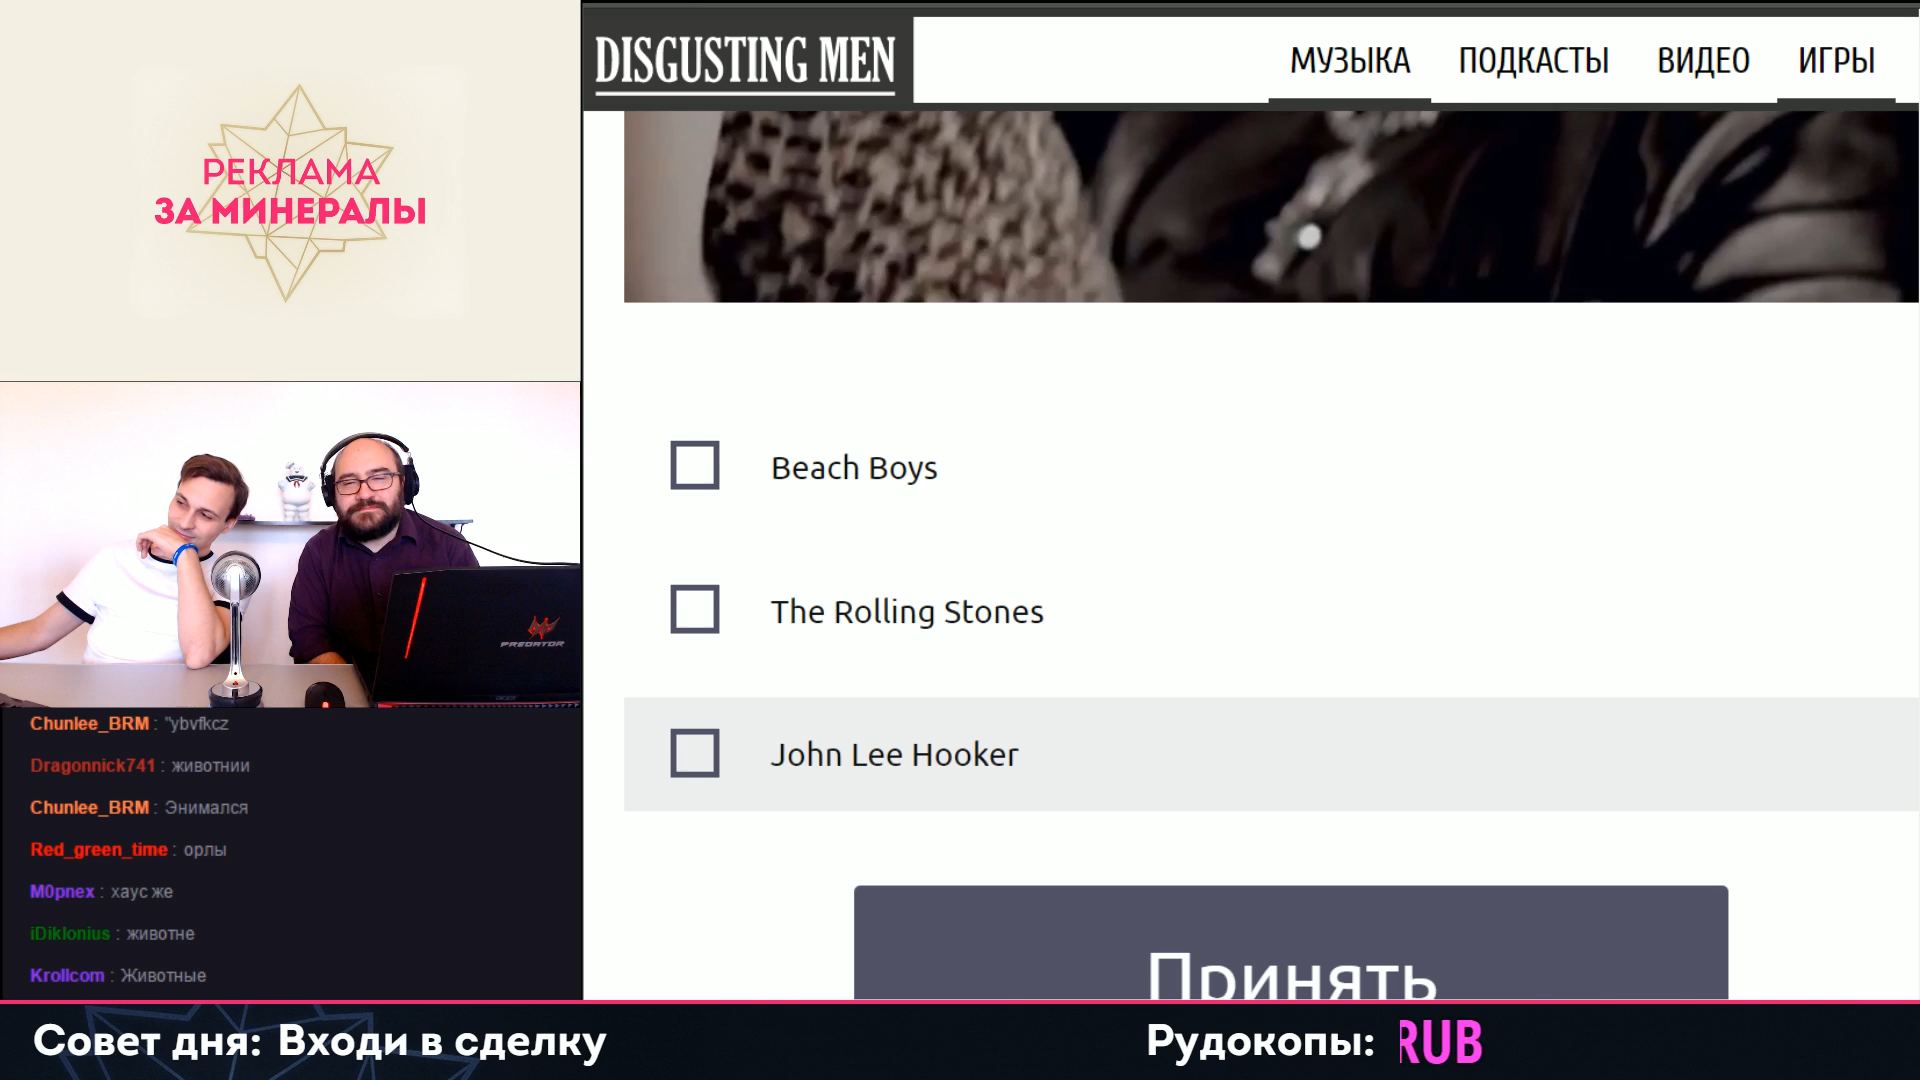 РЕКЛАМА
ЗА МИНЕРАЛЫ
DISGUSTING MEN
МУЗЫКА ПОДКАСТЫ ВИДЕО ИГРЫ
Beach Boys
The Rolling Stones
John Lee Hooker
Принять
PREDATOR
Chunlee_BRM : "ybvfkcz
Dragonnick741 : животнии
Chunlee_BRM : Энимался
Red_green_time : орлы
M0pnex : хаус же
iDiklonius : животне
Krollcom : Животные
Совет дня: Входи в сделку
Рудокопы: RUB